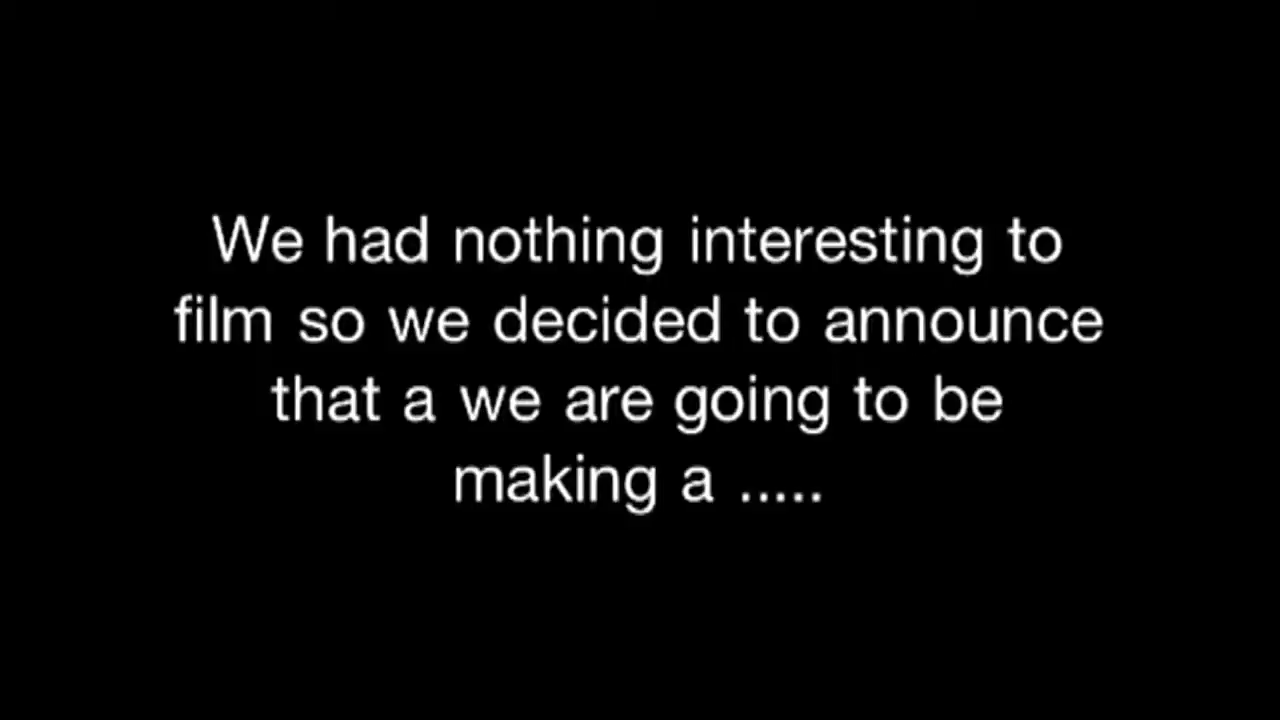 We had nothing interesting to
film so we decided to announce
that a we are going to be
making a .....